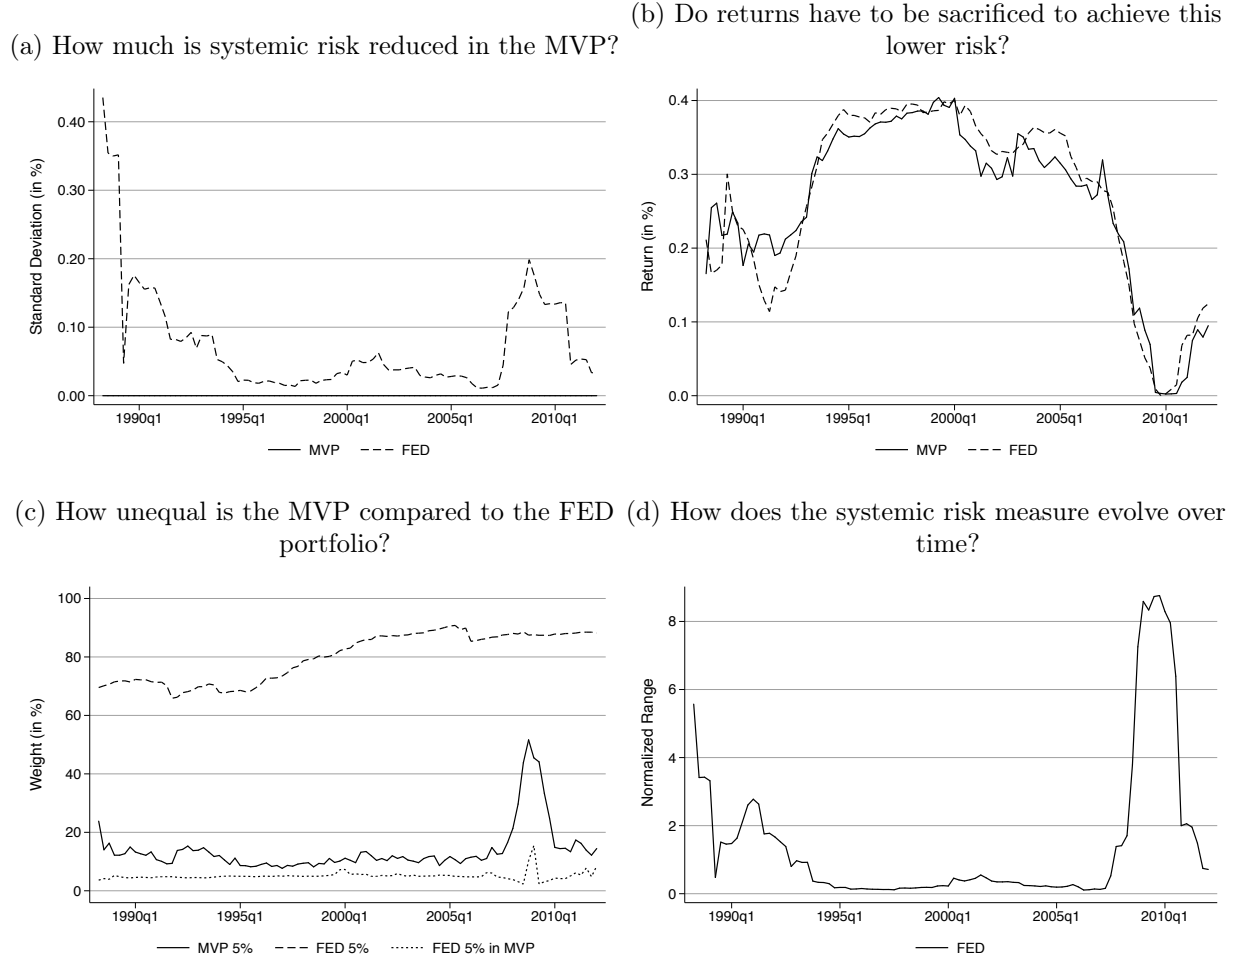 (a) How much is systemic risk reduced in the MVP?
Standard Deviation (in %)
0.40
0.30
0.20
0.10
0.00
1990q1 1995q1 2000q1 2005q1 2010q1
MVP FED
(b) Do returns have to be sacrificed to achieve this
lower risk?
Return (in %)
0.4
0.3
0.2
0.1
0.0
1990q1 1995q1 2000q1 2005q1 2010q1
MVP FED
(c) How unequal is the MVP compared to the FED
portfolio?
Weight (in %)
100
80
60
40
20
0
1990q1 1995q1 2000q1 2005q1 2010q1
MVP 5% FED 5% FED 5% in MVP
(d) How does the systemic risk measure evolve over
time?
Normalized Range
8
6
4
2
0
1990q1 1995q1 2000q1 2005q1 2010q1
FED